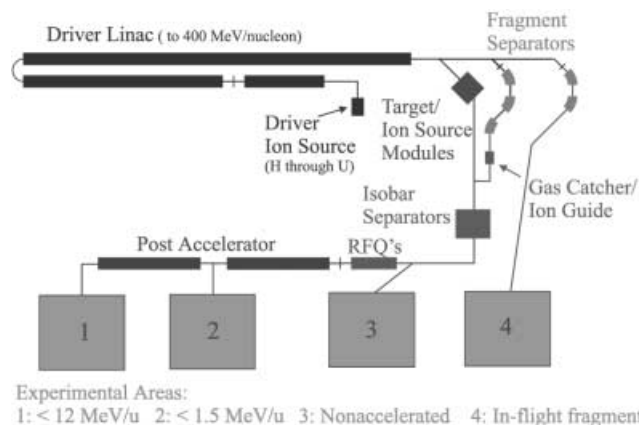 Driver Linac ( to 400 MeV/nucleon)
Fragment
Separators
Driver
Ion Source
(H through U)
Target/
Ion Source
Modules
Gas Catcher/
Ion Guide
Isobar
Separators
Post Accelerator
RFQ's
1
2
3
4
Experimental Areas:
1: < 12 MeV/u 2: < 1.5 MeV/u 3: Nonaccelerated 4: In-flight fragment